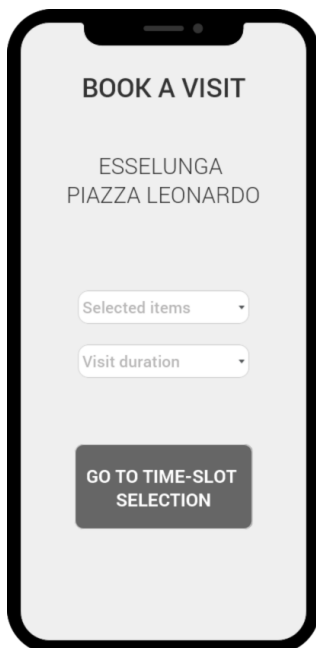 BOOK A VISIT
ESSELUNGA
PIAZZA LEONARDO
Selected items
Visit duration
GO TO TIME-SLOT
SELECTION